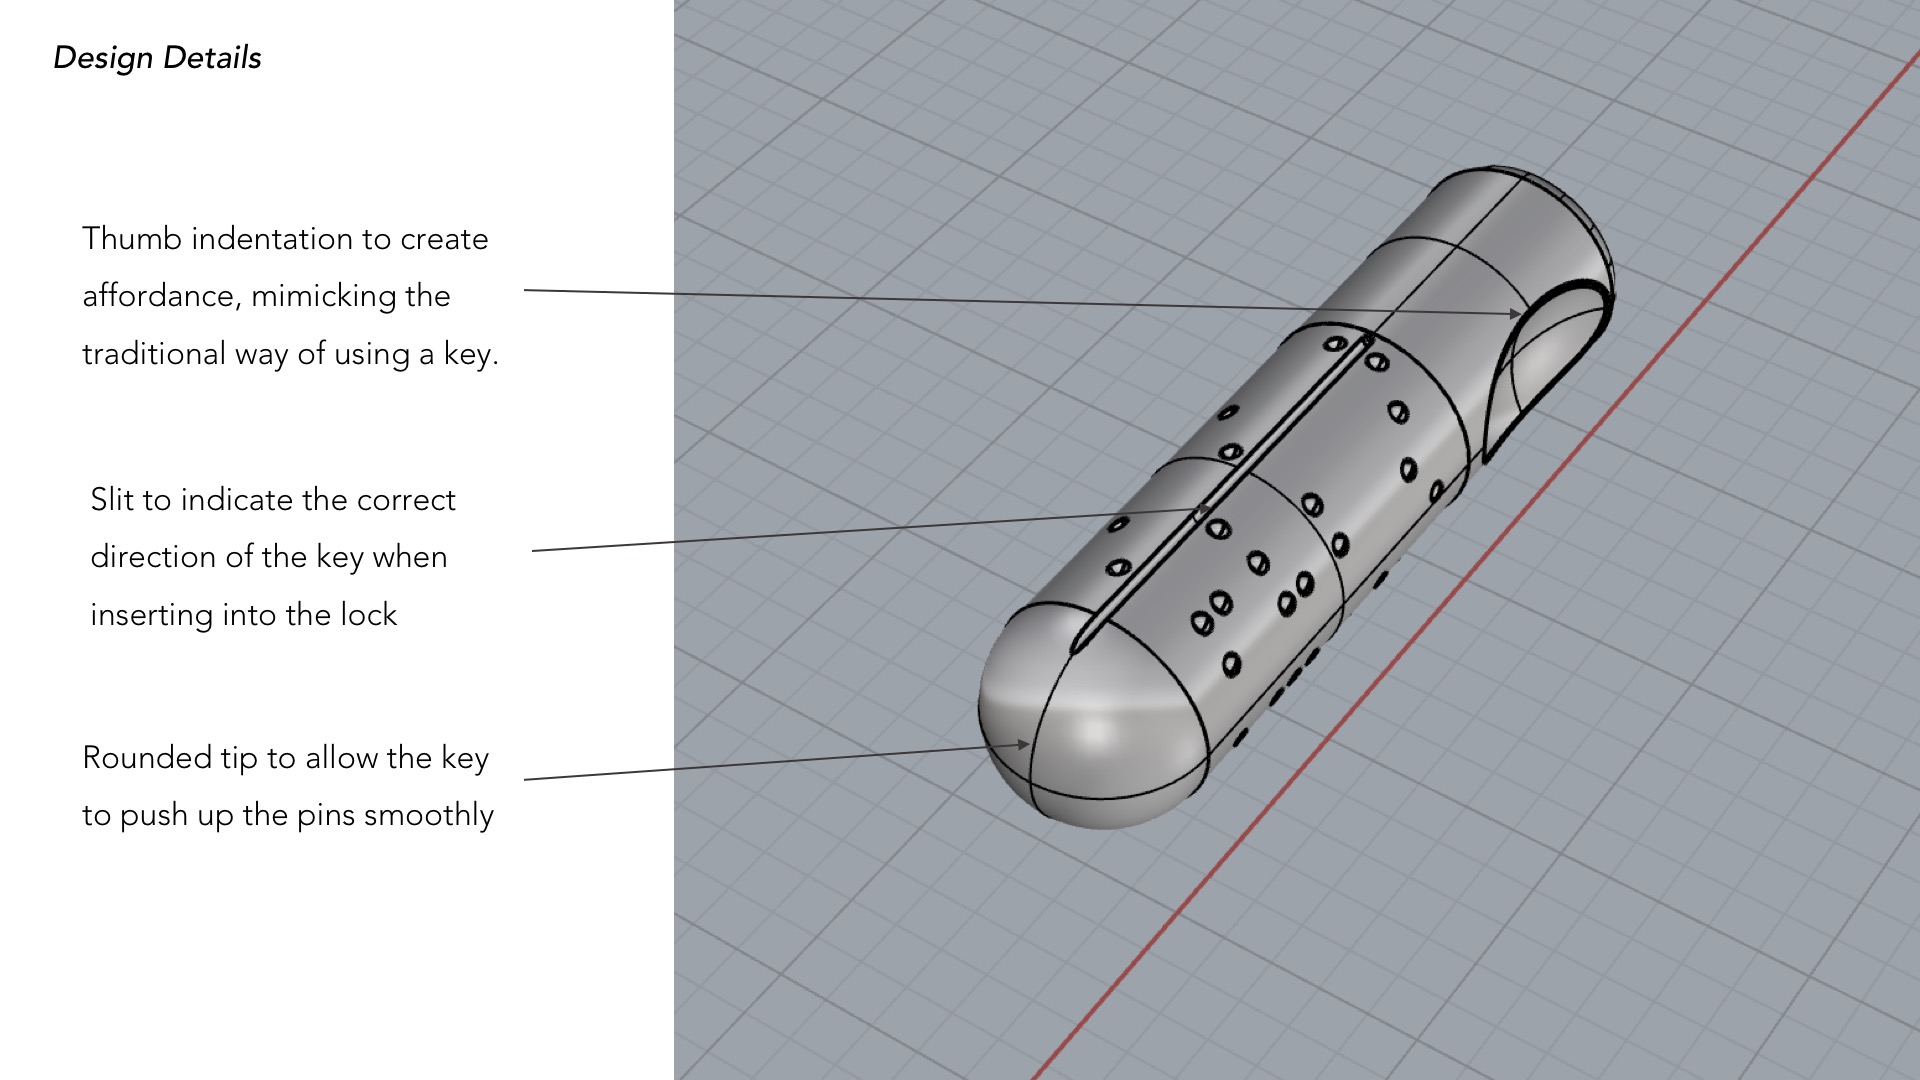 Design Details
Thumb indentation to create
affordance, mimicking the
traditional way of using a key.
Slit to indicate the correct
direction of the key when
inserting into the lock
Rounded tip to allow the key
to push up the pins smoothly